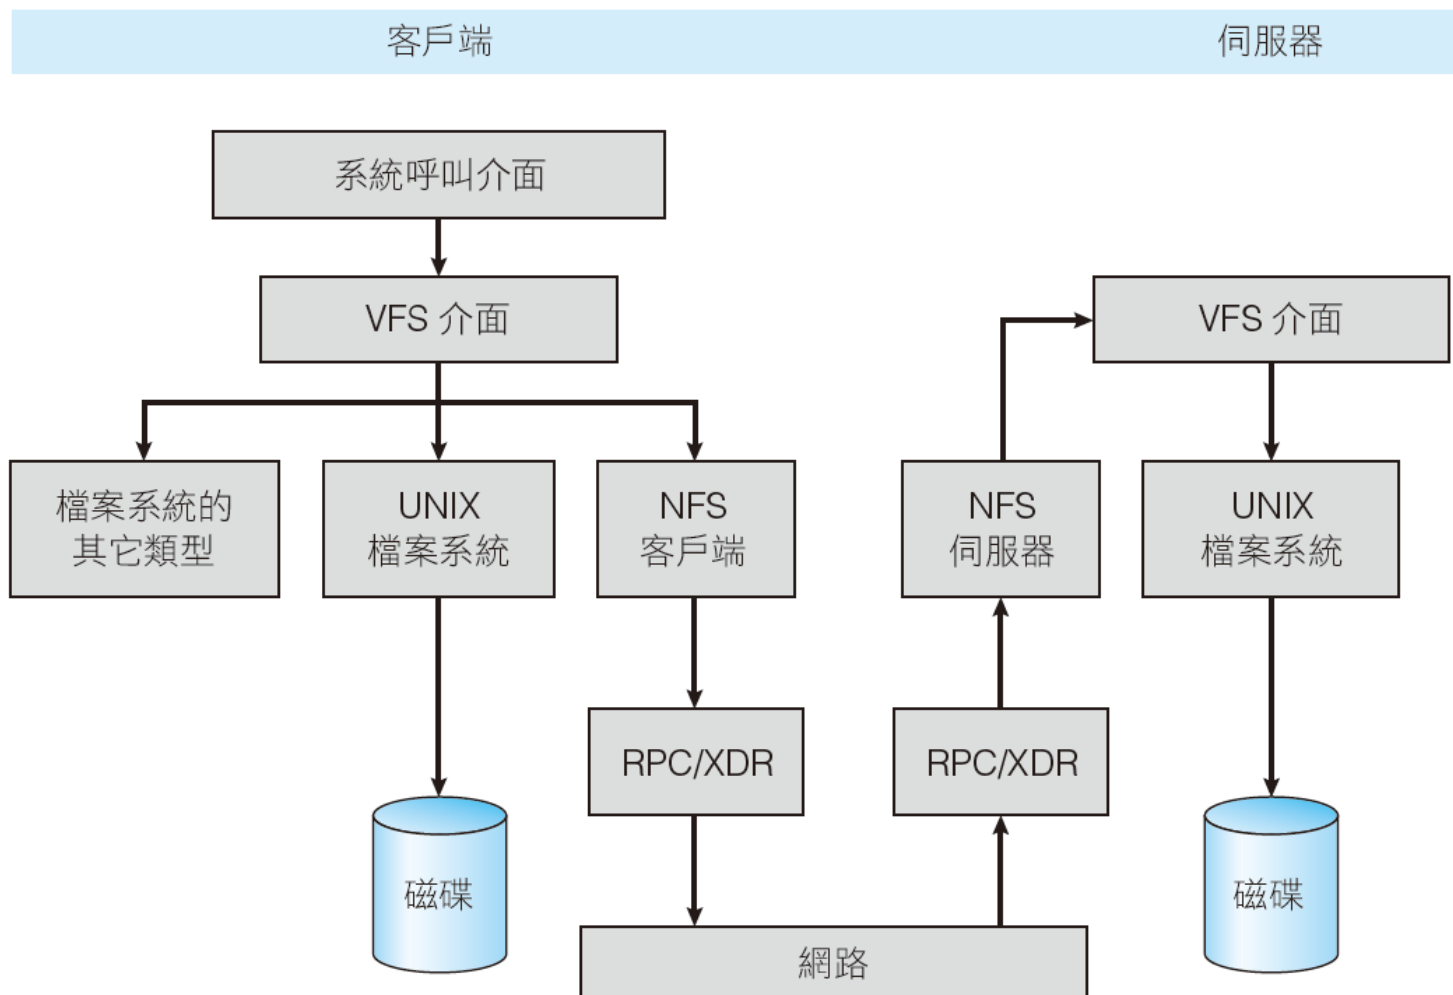 客戶端
伺服器
系統呼叫介面
VFS 介面
VFS 介面
檔案系統的
其它類型
UNIX
檔案系統
NFS
客戶端
NFS
伺服器
UNIX
檔案系統
RPC/XDR
RPC/XDR
磁碟
磁碟
網路